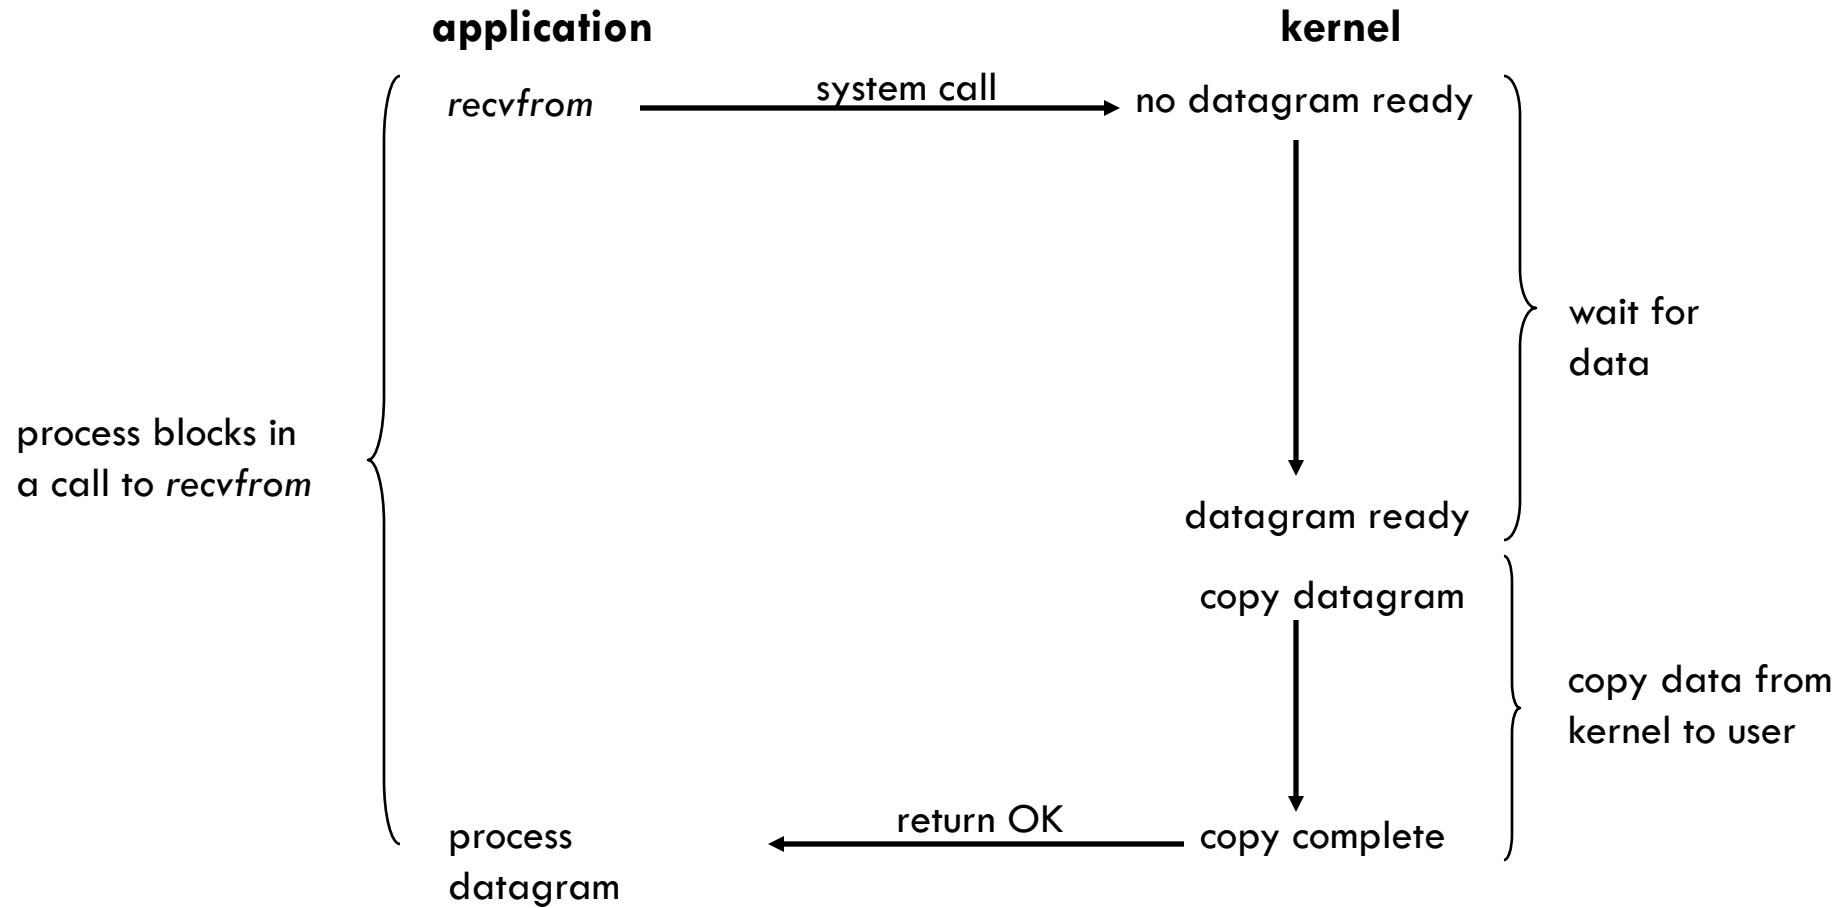 application
kernel
recvfrom
system call
no datagram ready
wait for
data
process blocks in
a call to recvfrom
datagram ready
copy datagram
copy data from
kernel to user
return OK
copy complete
process
datagram